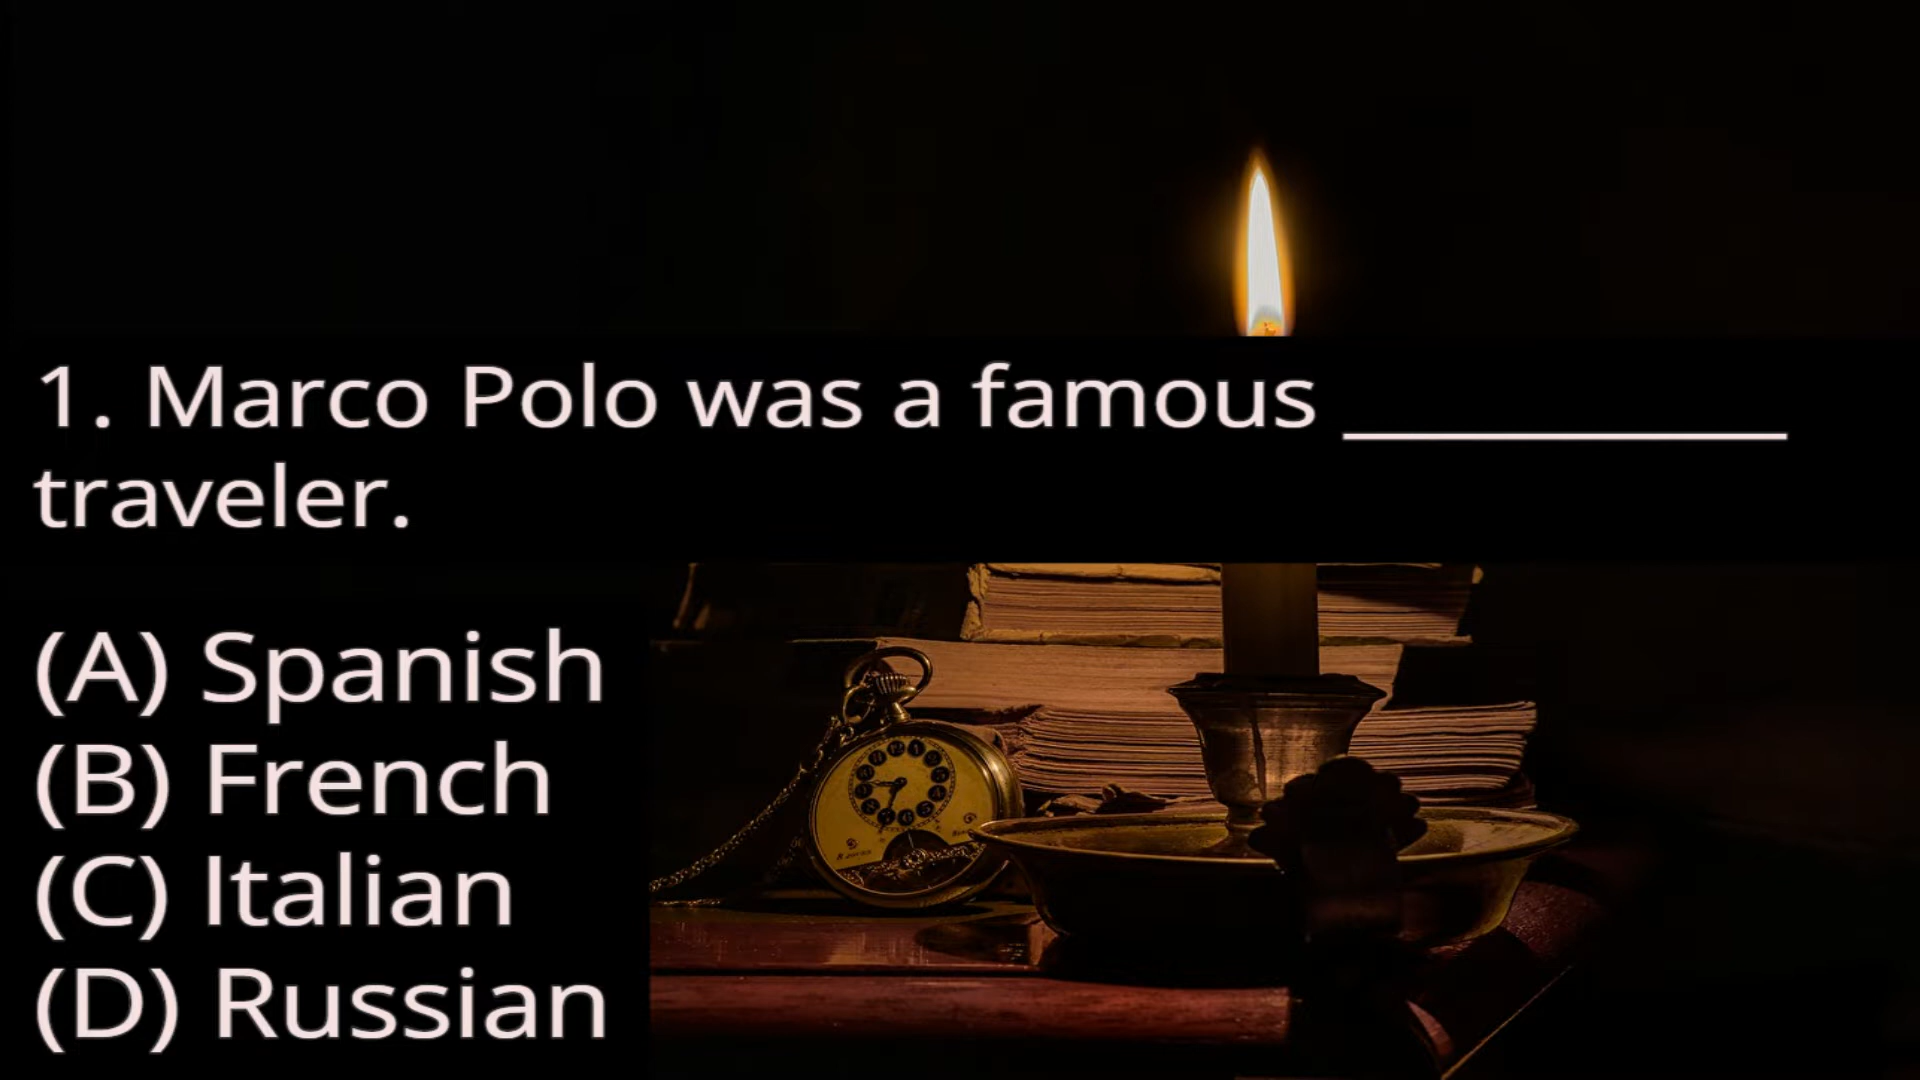 1. Marco Polo was a famous __________
traveler.
(A) Spanish
(B) French
(C) Italian
(D) Russian